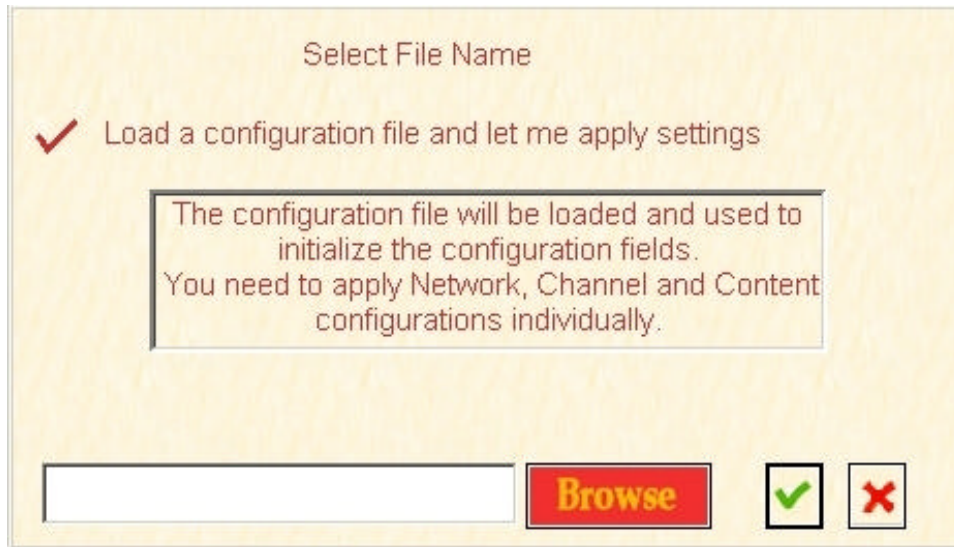 Select File Name
Load a configuration file and let me apply settings
The configuration file will be loaded and used to
initialize the configuration fields.
You need to apply Network, Channel and Content
configurations individually.
Browse